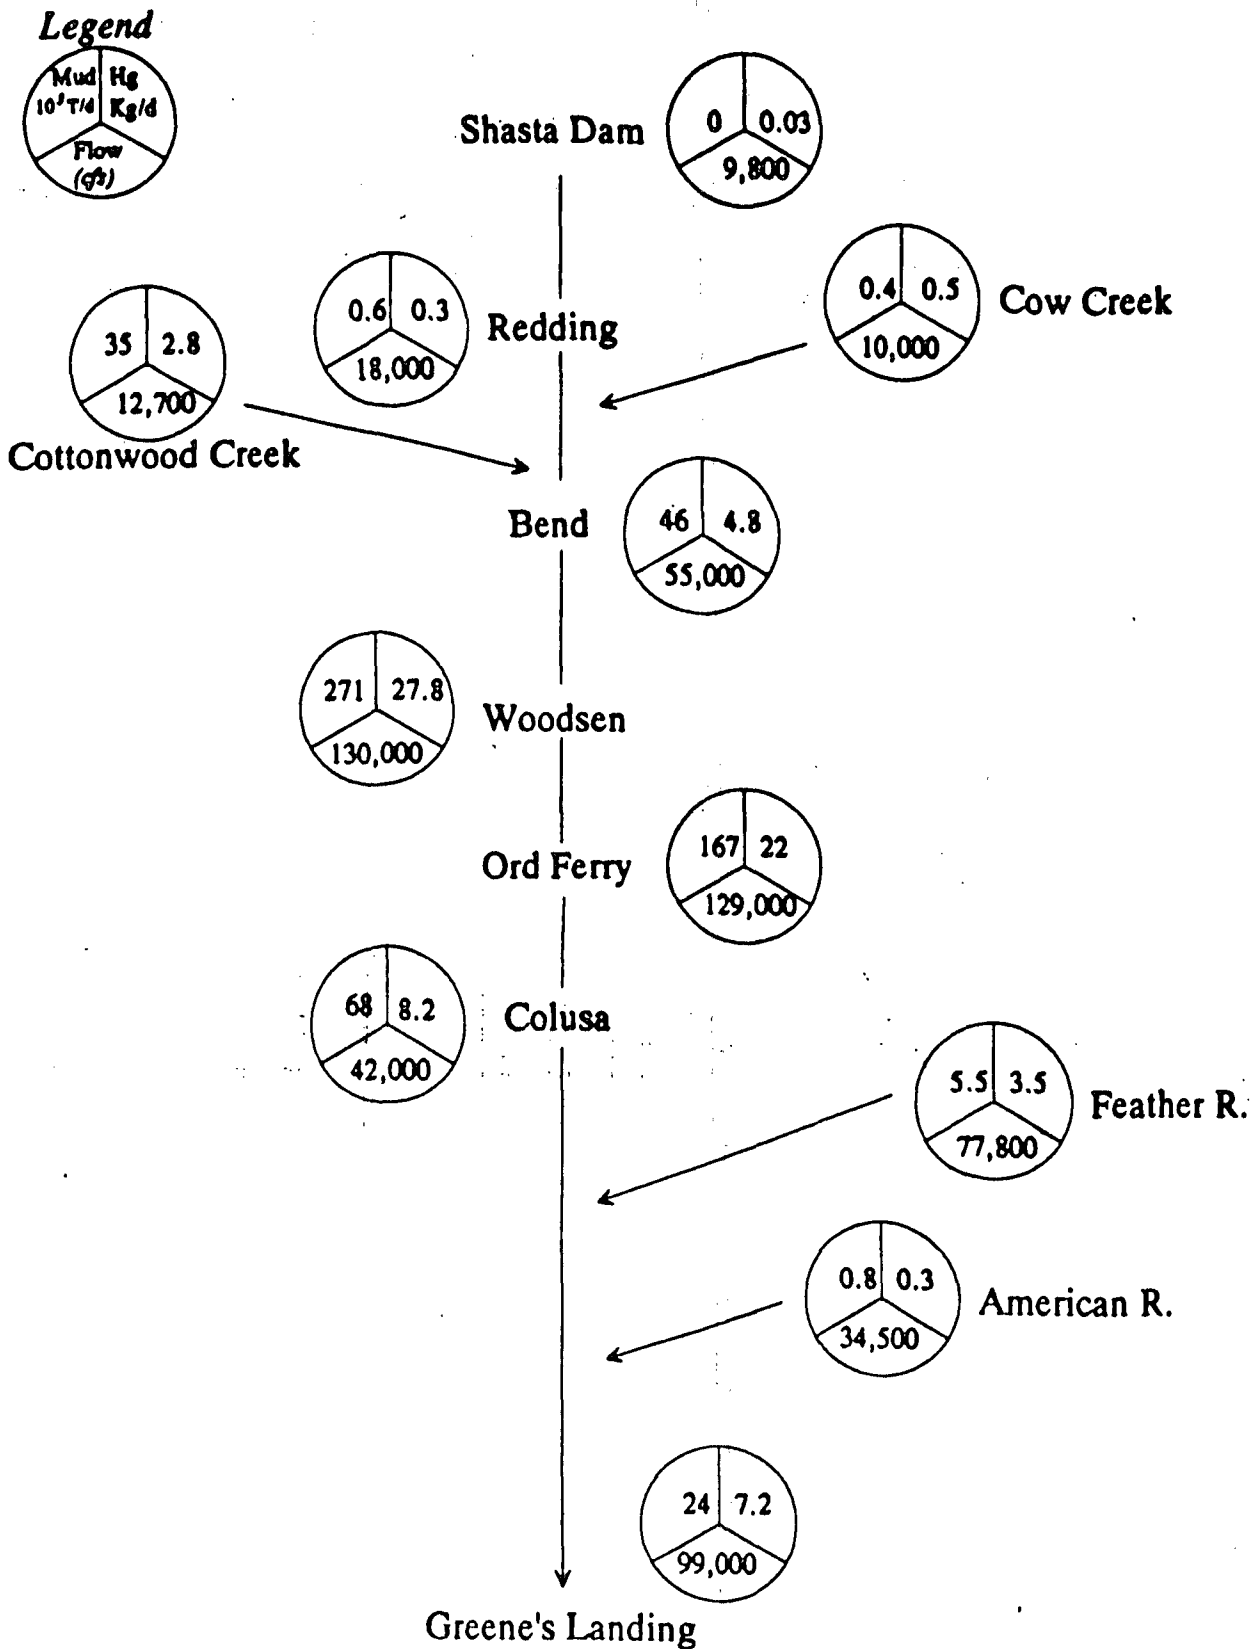 Legend
Mud Hg
10³ T/d Kg/d
Flow
(cfs)
Shasta Dam
0 0.03
9,800
Redding
0.6 0.3
18,000
0.4 0.5
10,000
Cow Creek
35 2.8
12,700
Cottonwood Creek
Bend
46 4.8
55,000
271 27.8
130,000
Woodsen
Ord Ferry
167 22
129,000
68 8.2
42,000
Colusa
5.5 3.5
77,800
Feather R.
0.8 0.3
34,500
American R.
24 7.2
99,000
Greene's Landing